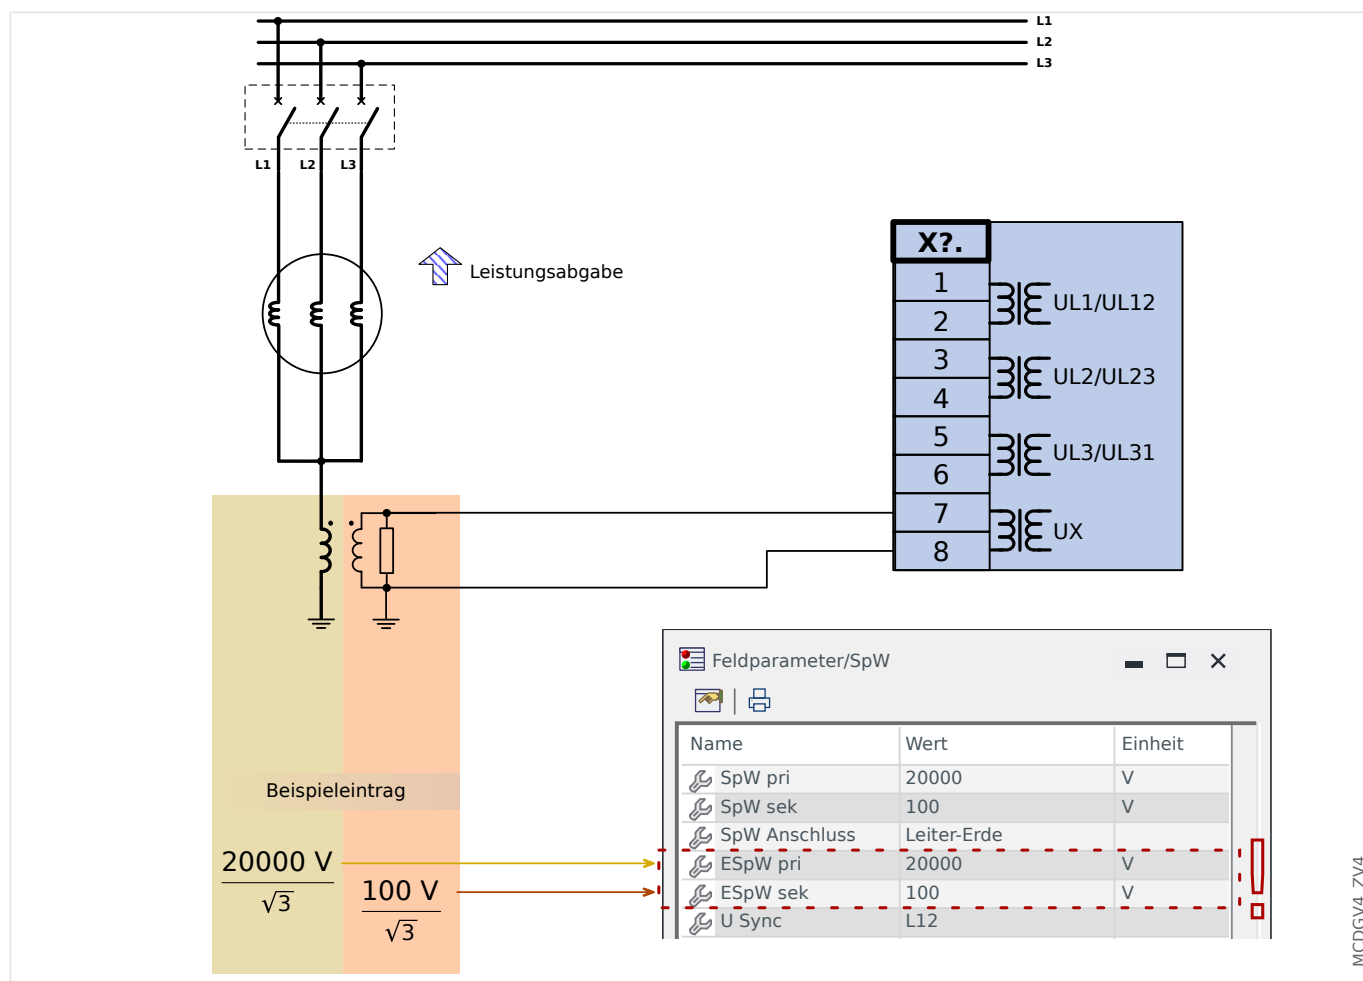 L1
L2
L3
L1 L2 L3
Leistungsabgabe
X?.
1
2
UL1/UL12
3
4
UL2/UL23
5
6
UL3/UL31
7
8
UX
Feldparameter/SpW
Name Wert Einheit
SpW pri 20000 V
SpW sek 100 V
SpW Anschluss Leiter-Erde
ESpW pri 20000 V
ESpW sek 100 V
U Sync L12
Beispieleintrag
20000 V
√3
100 V
√3
MCDGV4_ZV4